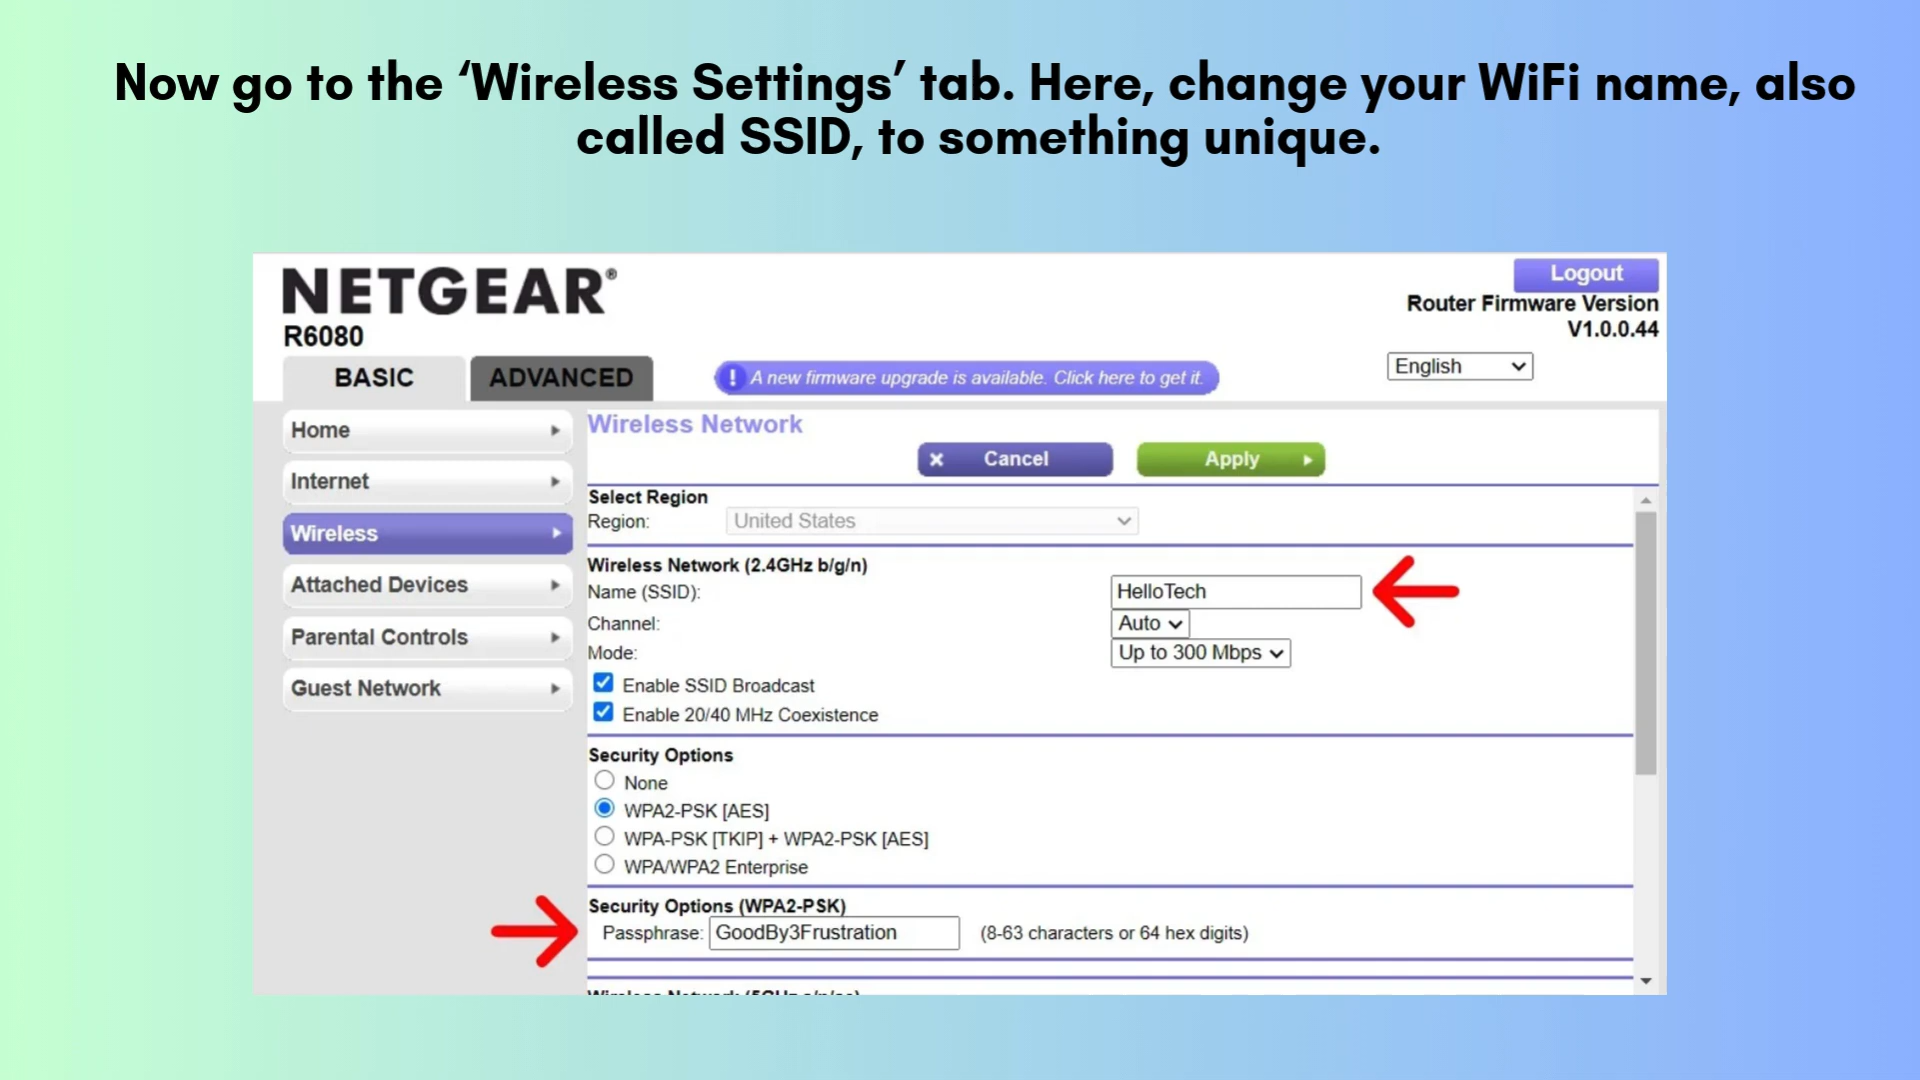 Now go to the ‘Wireless Settings’ tab. Here, change your WiFi name, also
called SSID, to something unique.
NETGEAR®
R6080
Logout
Router Firmware Version
V1.0.0.44
BASIC
ADVANCED
! A new firmware upgrade is available. Click here to get it.
English
Home
Internet
Wireless
Attached Devices
Parental Controls
Guest Network
Wireless Network
Cancel
Apply
Select Region
Region: United States
Wireless Network (2.4GHz b/g/n)
Name (SSID): HelloTech
Channel: Auto
Mode: Up to 300 Mbps
Enable SSID Broadcast
Enable 20/40 MHz Coexistence
Security Options
None
WPA2-PSK [AES]
WPA-PSK [TKIP] + WPA2-PSK [AES]
WPA/WPA2 Enterprise
Security Options (WPA2-PSK)
Passphrase: GoodBy3Frustration (8-63 characters or 64 hex digits)
Wireless Network